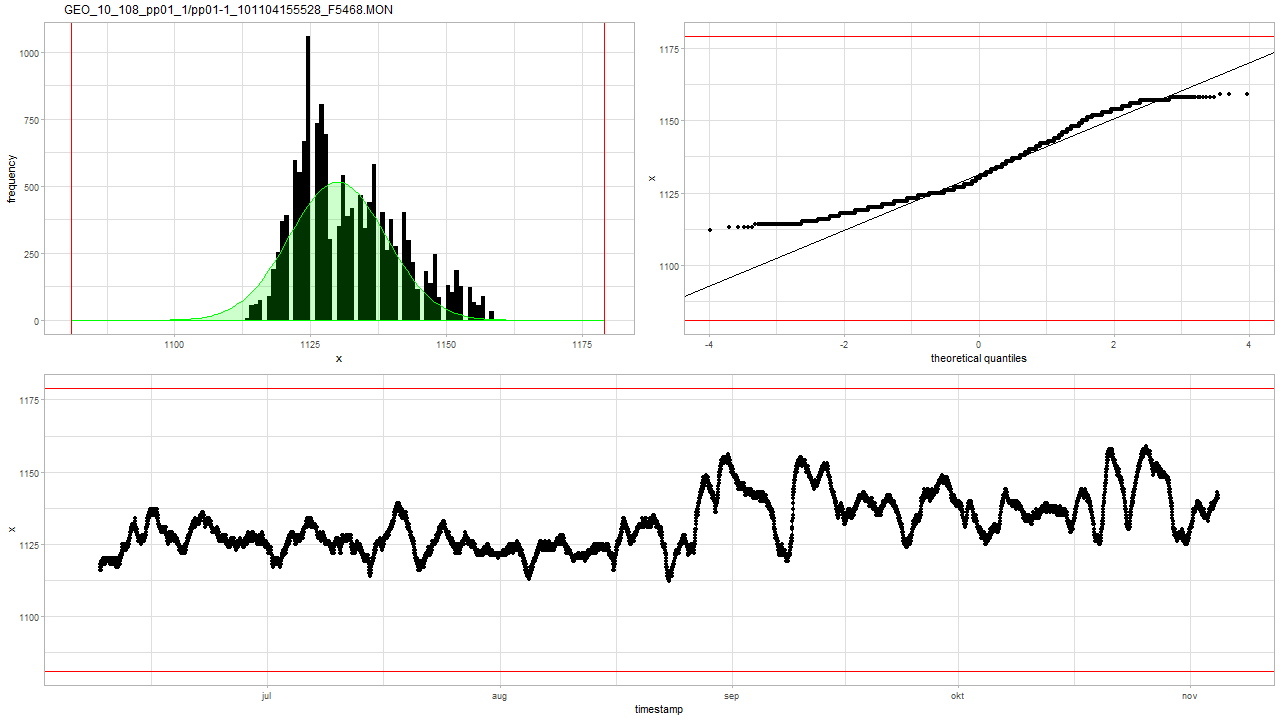 GEO_10_108_pp01_1/pp01-1_101104155528_F5468.MON
1000
750
500
250
0
frequency
1100
1125
1150
1175
x
1175
1150
1125
1100
x
-4
-2
0
2
4
theoretical quantiles
1175
1150
1125
1100
x
jul
aug
sep
okt
nov
timestamp